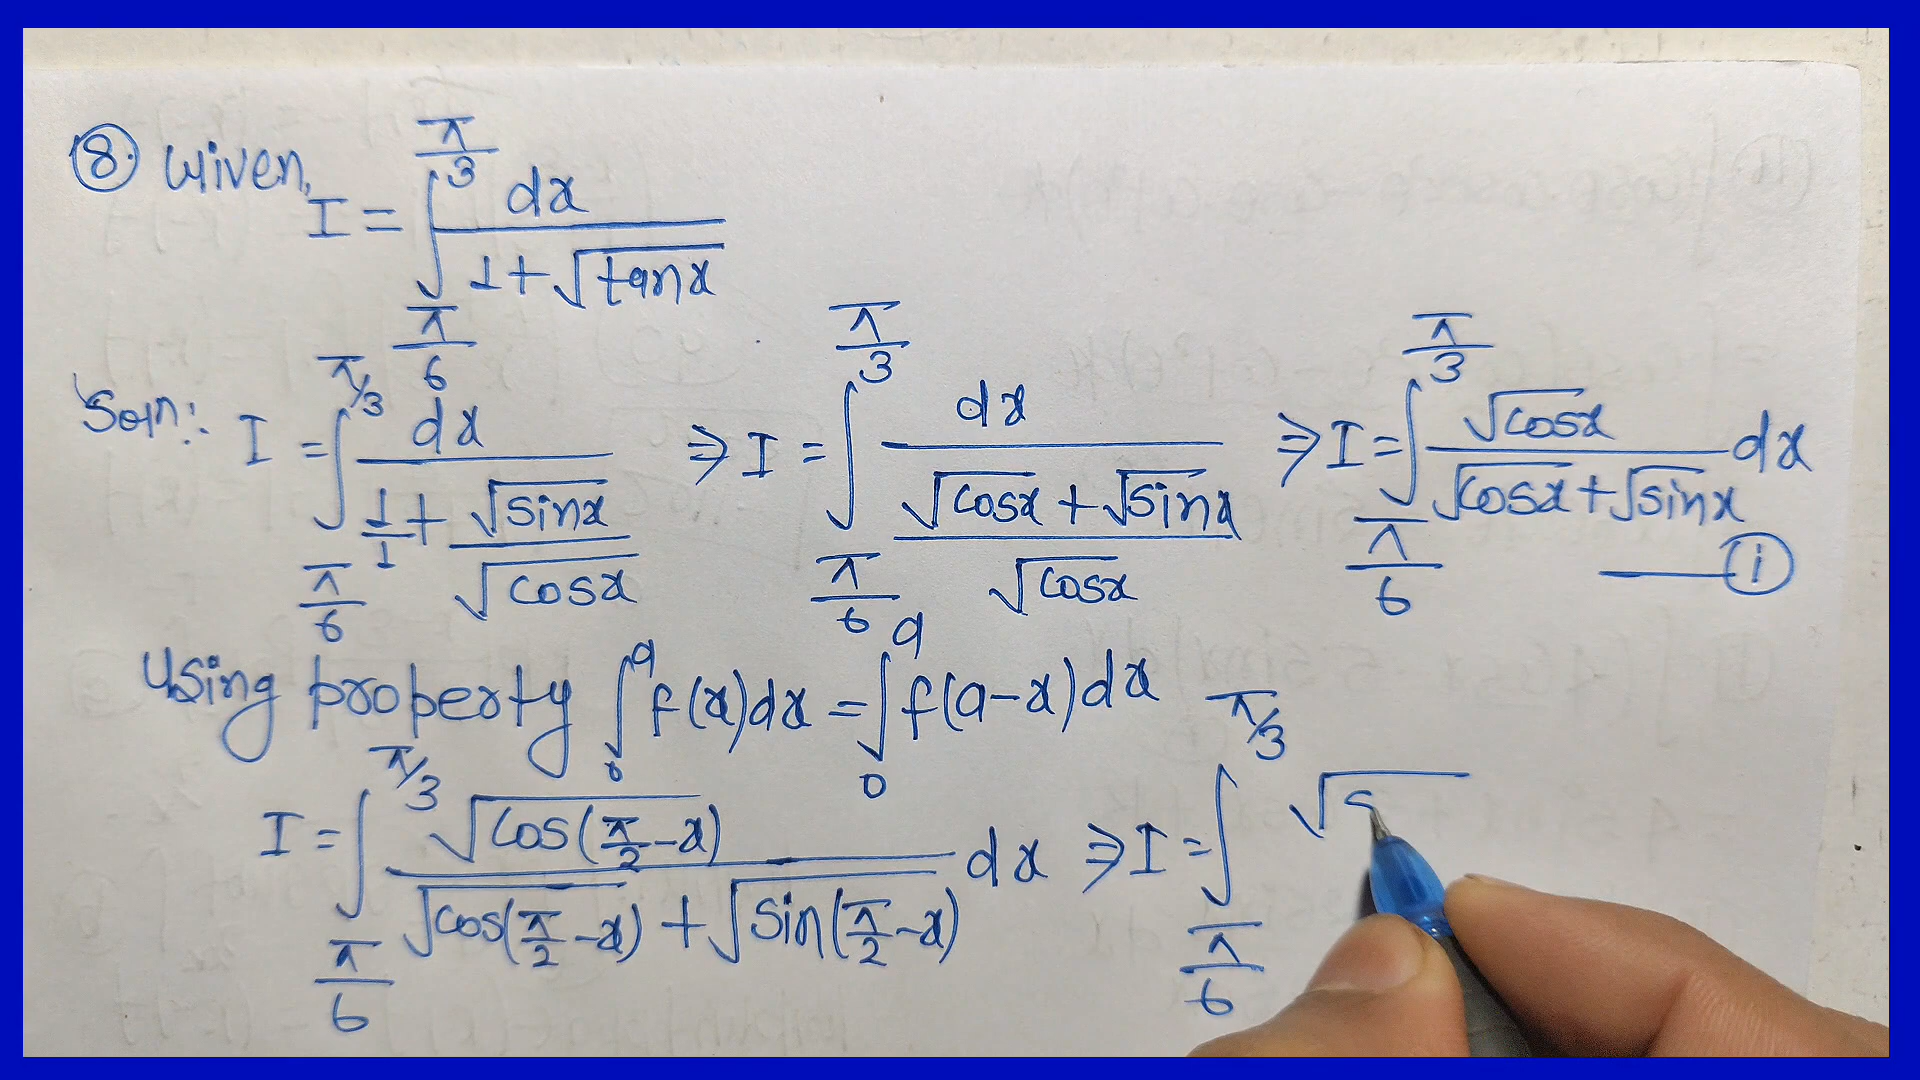 ⑧ Given, I = ∫_{π/6}^{π/3} dx / (1+√tanx)
Soln: I = ∫_{π/6}^{π/3} dx / (1/1 + √sinx/√cosx) ⇒ I = ∫_{π/6}^{π/3} dx / ((√cosx + √sinx)/√cosx) ⇒ I = ∫_{π/6}^{π/3} √cosx / (√cosx + √sinx) dx —— ⓘ
Using property ∫_0^a f(x)dx = ∫_0^a f(a-x)dx
I = ∫_{π/6}^{π/3} √cos(π/2 -x) / (√cos(π/2 -x) + √sin(π/2 -x)) dx ⇒ I = ∫_{π/6}^{π/3} √s